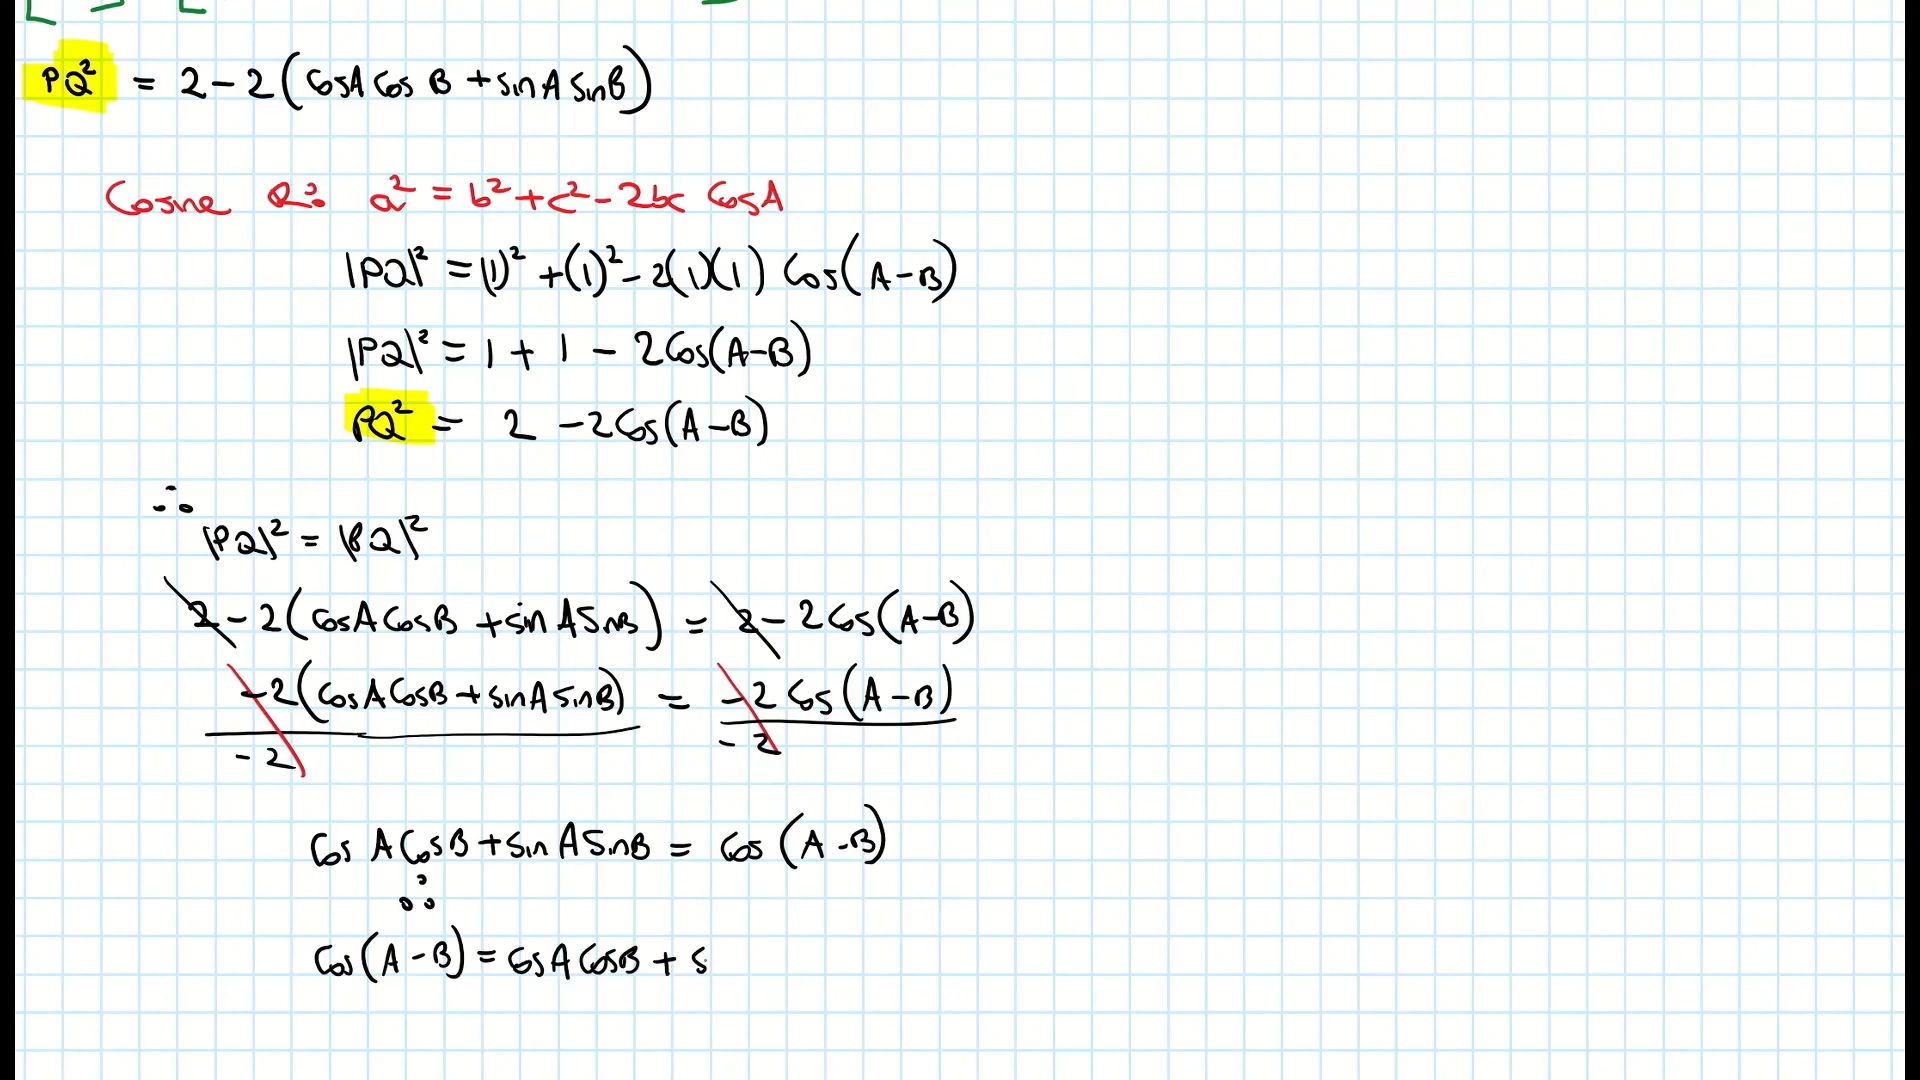 PQ² = 2 - 2(CosA Cos B + sin A SinB)
Cosine R: a² = b² + c² - 2bc CosA
|PQ|² = (1)² + (1)² - 2(1)(1) Cos(A-B)
|PQ|² = 1 + 1 - 2Cos(A-B)
PQ² = 2 - 2Cos(A-B)
∴
|PQ|² = |PQ|²
2 - 2(CosA CosB + sin A SinB) = 2 - 2Cos(A-B)
-2(CosA CosB + sinA sinB) = -2 Cos(A-B)
-2 -2
Cos A CosB + sin A SinB = Cos (A-B)
∴
Cos(A-B) = CosA CosB + s